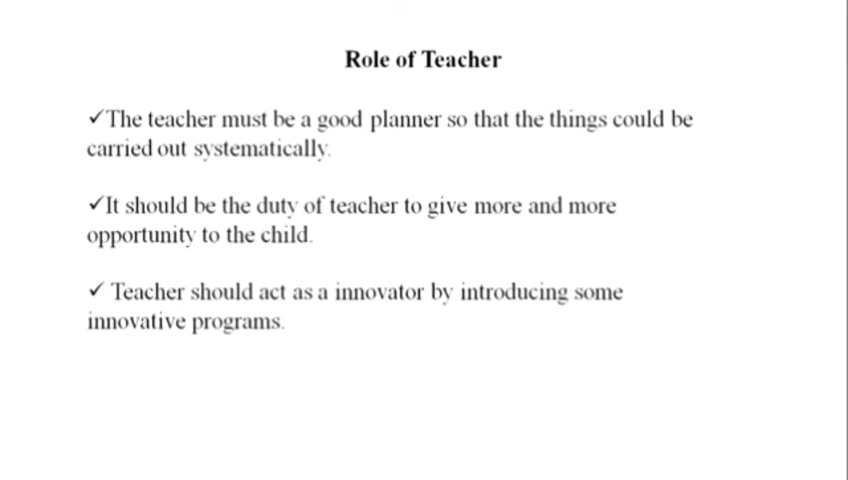 Role of Teacher
✓The teacher must be a good planner so that the things could be
carried out systematically.
✓It should be the duty of teacher to give more and more
opportunity to the child.
✓ Teacher should act as a innovator by introducing some
innovative programs.